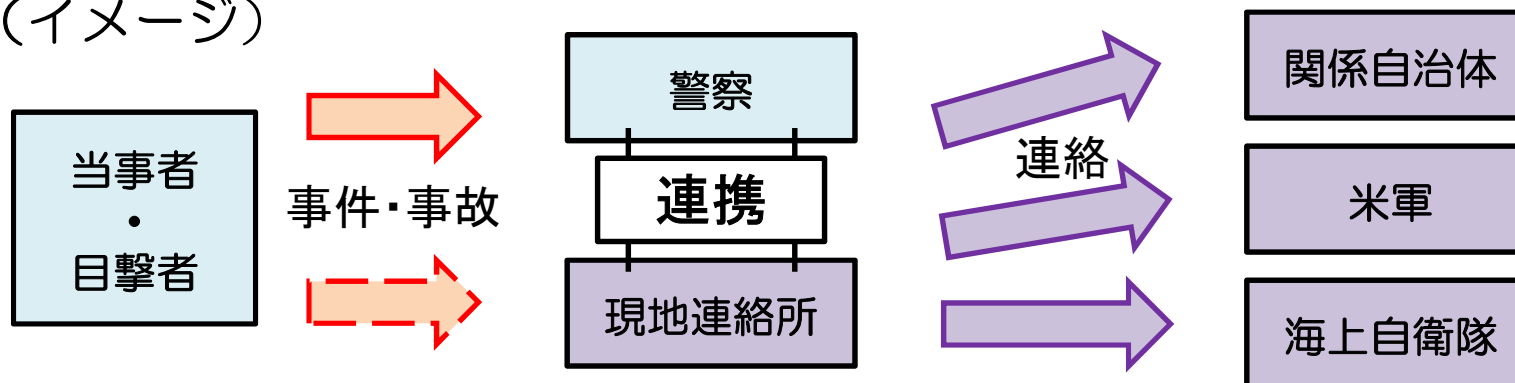 （イメージ）
当事者
・
目撃者
事件・事故
警察
連携
現地連絡所
連絡
関係自治体
米軍
海上自衛隊